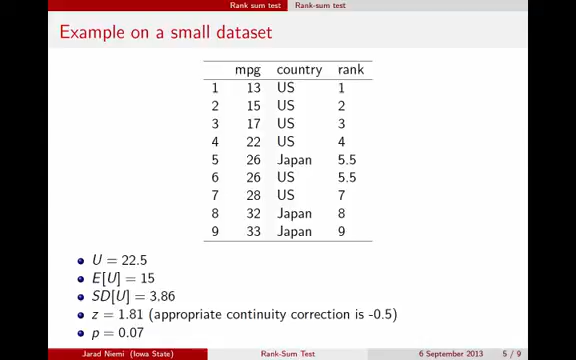 Rank sum test Rank-sum test
Example on a small dataset
mpg country rank
1 13 US 1
2 15 US 2
3 17 US 3
4 22 US 4
5 26 Japan 5.5
6 26 US 5.5
7 28 US 7
8 32 Japan 8
9 33 Japan 9
U = 22.5
E[U] = 15
SD[U] = 3.86
z = 1.81 (appropriate continuity correction is -0.5)
p = 0.07
Jarad Niemi (Iowa State) Rank-Sum Test 6 September 2013 5 / 9